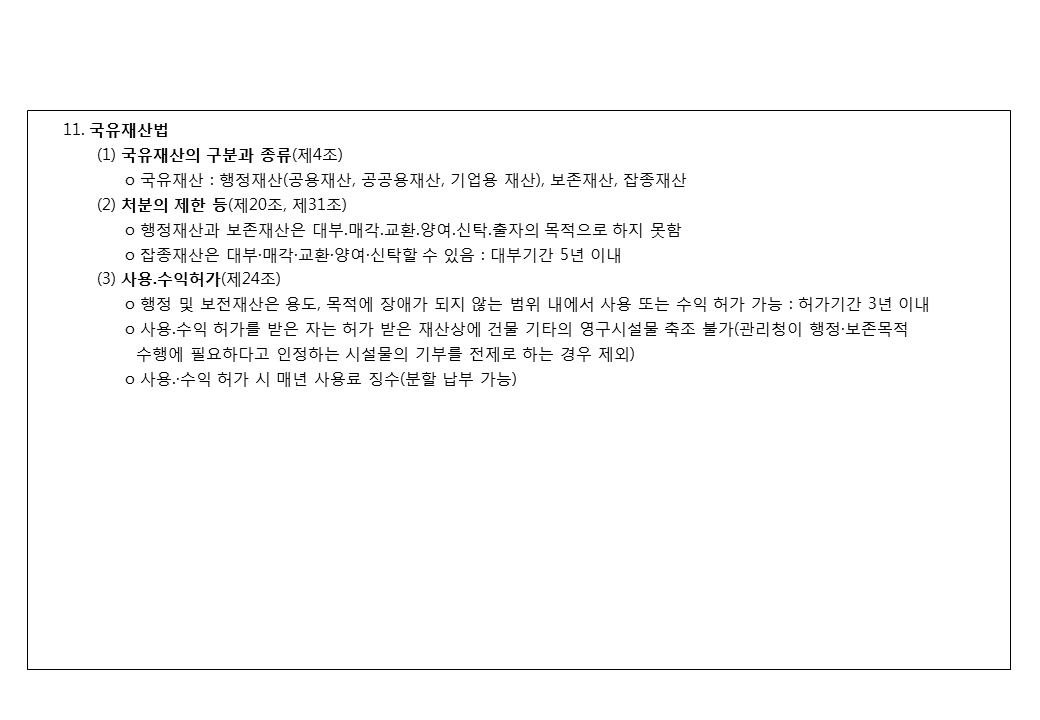 11. 국유재산법
(1) 국유재산의 구분과 종류(제4조)
ο 국유재산 : 행정재산(공용재산, 공공용재산, 기업용 재산), 보존재산, 잡종재산
(2) 처분의 제한 등(제20조, 제31조)
ο 행정재산과 보존재산은 대부.매각.교환.양여.신탁.출자의 목적으로 하지 못함
ο 잡종재산은 대부·매각·교환·양여·신탁할 수 있음 : 대부기간 5년 이내
(3) 사용.수익허가(제24조)
ο 행정 및 보전재산은 용도, 목적에 장애가 되지 않는 범위 내에서 사용 또는 수익 허가 가능 : 허가기간 3년 이내
ο 사용.수익 허가를 받은 자는 허가 받은 재산상에 건물 기타의 영구시설물 축조 불가(관리청이 행정·보존목적
수행에 필요하다고 인정하는 시설물의 기부를 전제로 하는 경우 제외)
ο 사용.·수익 허가 시 매년 사용료 징수(분할 납부 가능)